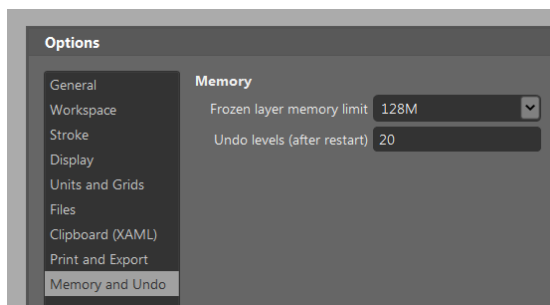 Options
General
Workspace
Stroke
Display
Units and Grids
Files
Clipboard (XAML)
Print and Export
Memory and Undo
Memory
Frozen layer memory limit 128M
Undo levels (after restart) 20